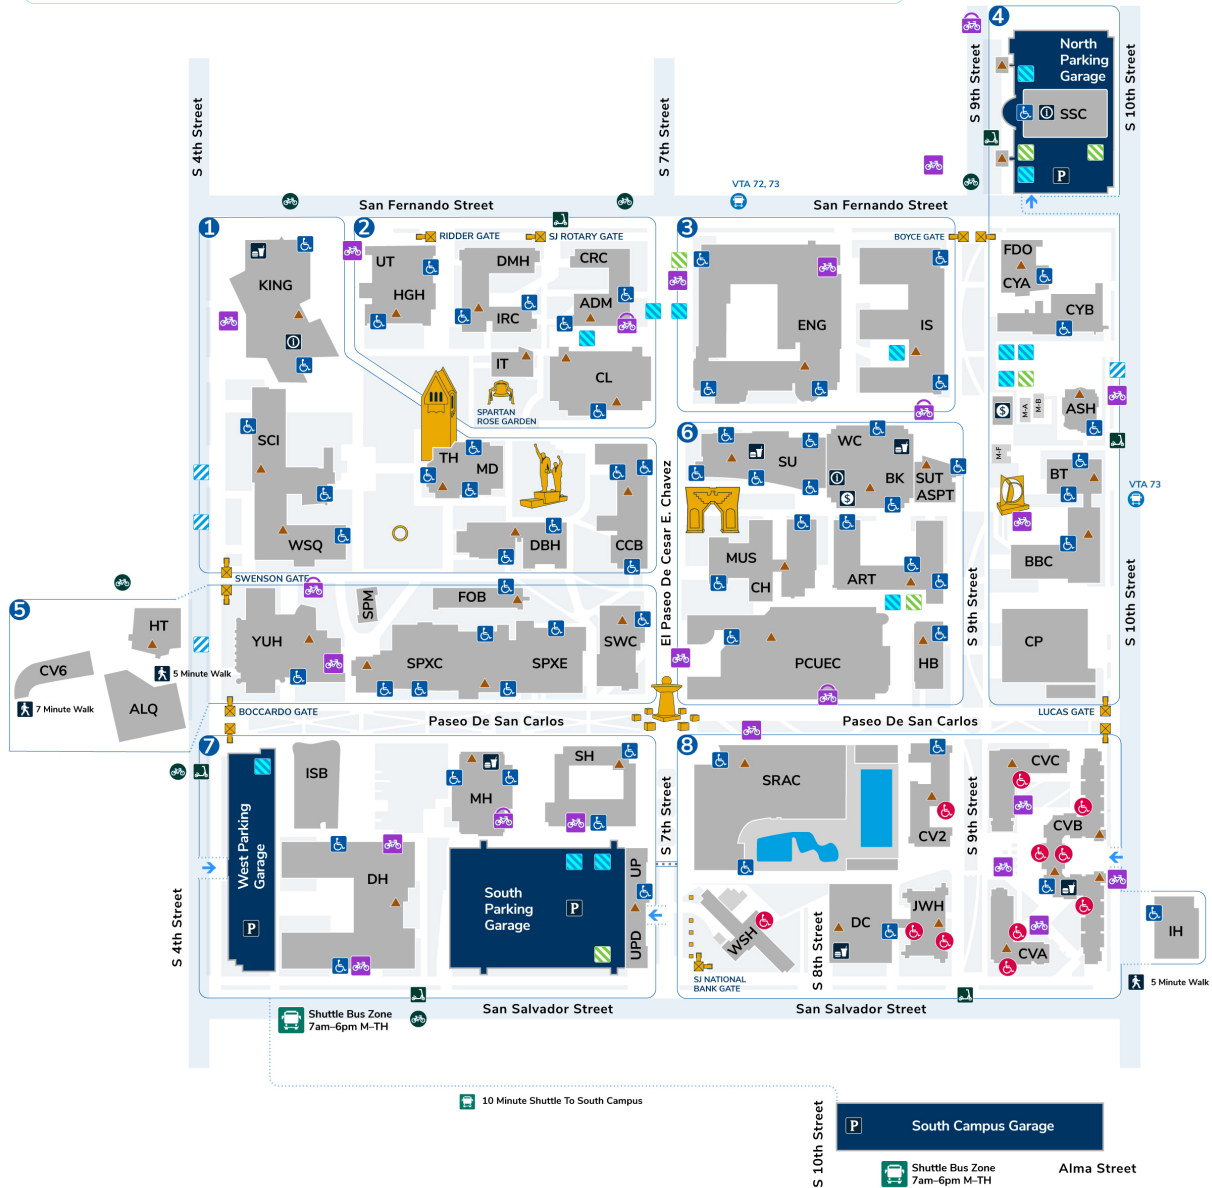 4
North
Parking
Garage
SSC
P
S 9th Street
S 10th Street
S 4th Street
S 7th Street
VTA 72, 73
San Fernando Street
San Fernando Street
1
2
3
RIDDER GATE
SJ ROTARY GATE
BOYCE GATE
KING
UT
HGH
DMH
IRC
CRC
ADM
ENG
IS
FDO
CYA
CYB
IT
CL
SPARTAN
ROSE GARDEN
$
M-A
M-B
ASH
M-F
6
SCI
TH
MD
SU
WC
BK
$
SUT
ASPT
BT
VTA 73
WSQ
DBH
CCB
El Paseo De Cesar E. Chavez
MUS
CH
ART
BBC
S 9th Street
S 10th Street
SWENSON GATE
5
HT
CV6
ALQ
5 Minute Walk
7 Minute Walk
YUH
SPM
FOB
SPXC
SPXE
SWC
PCUEC
HB
CP
BOCCARDO GATE
LUCAS GATE
Paseo De San Carlos
Paseo De San Carlos
7
8
West Parking
Garage
P
ISB
MH
SH
DH
South
Parking
Garage
P
UP
UPD
S 4th Street
S 7th Street
SRAC
CV2
S 9th Street
CVC
CVB
CVA
WSH
DC
JWH
S 8th Street
IH
SJ NATIONAL
BANK GATE
5 Minute Walk
San Salvador Street
San Salvador Street
Shuttle Bus Zone
7am–6pm M–TH
10 Minute Shuttle To South Campus
S 10th Street
P
South Campus Garage
Shuttle Bus Zone
7am–6pm M–TH
Alma Street